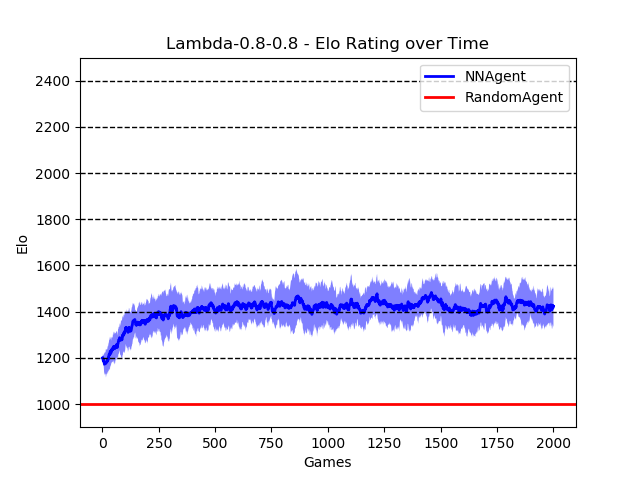 Lambda-0.8-0.8 - Elo Rating over Time
NNAgent
RandomAgent
2400
2200
2000
1800
1600
1400
1200
1000
Elo
0 250 500 750 1000 1250 1500 1750 2000
Games